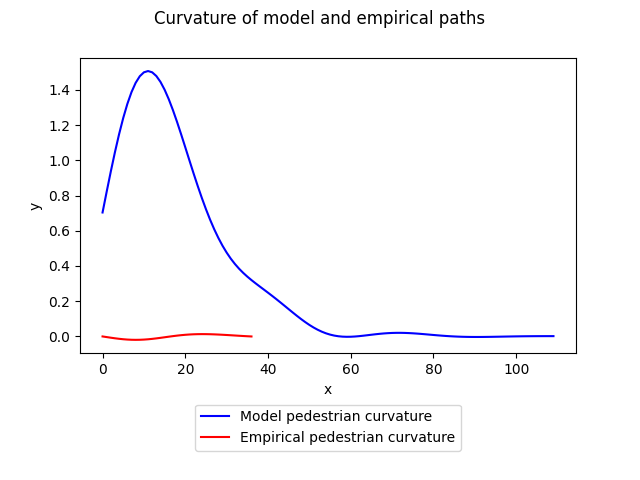 Curvature of model and empirical paths
1.4
1.2
1.0
0.8
0.6
0.4
0.2
0.0
y
0 20 40 60 80 100
x
Model pedestrian curvature
Empirical pedestrian curvature